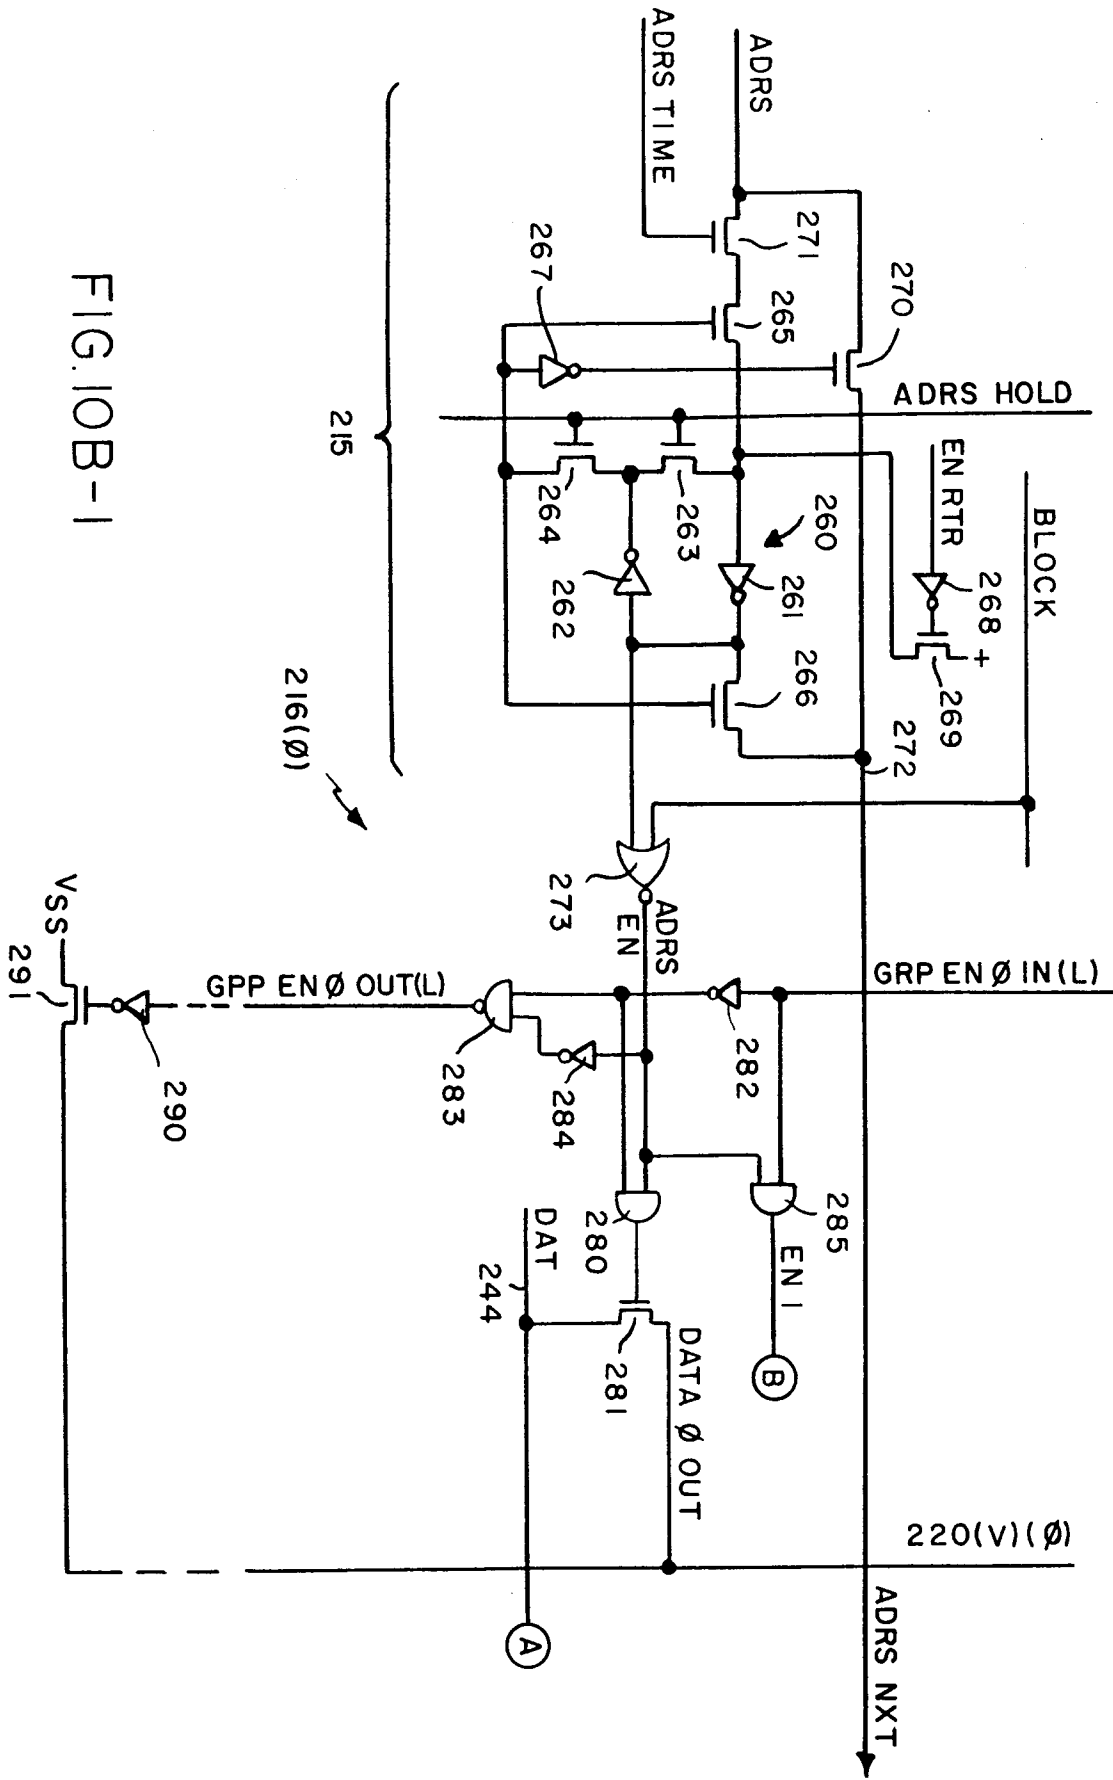 ADRS
ADRS TIME
271
270
265
267
ADRS HOLD
EN RTR
BLOCK
268
+
269
260
261
263
264
262
266
272
215
216(Ø)
273
ADRS
EN
GRP EN Ø IN(L)
282
GPP EN Ø OUT(L)
283
284
285
EN 1
B
280
281
DAT
244
DATA Ø OUT
VSS
291
290
220(V)(Ø)
A
ADRS NXT
FIG. 10B-1